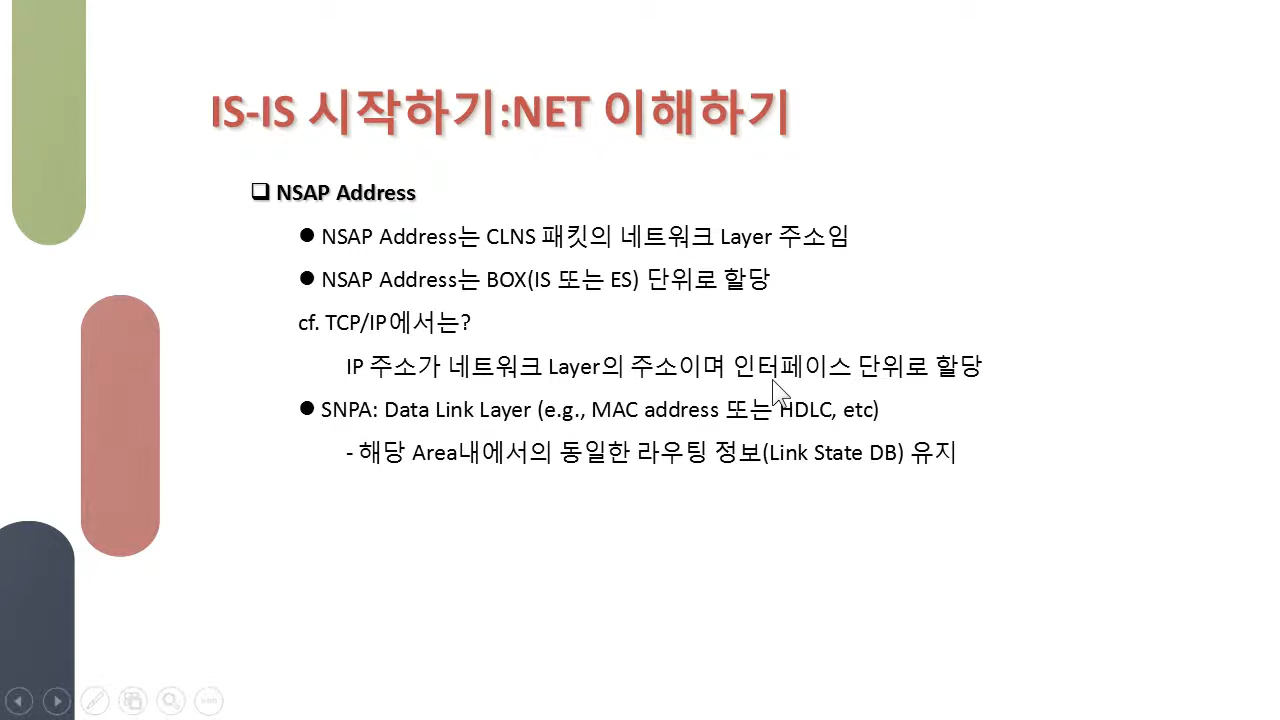 IS-IS 시작하기:NET 이해하기
❑ NSAP Address
● NSAP Address는 CLNS 패킷의 네트워크 Layer 주소임
● NSAP Address는 BOX(IS 또는 ES) 단위로 할당
cf. TCP/IP에서는?
IP 주소가 네트워크 Layer의 주소이며 인터페이스 단위로 할당
● SNPA: Data Link Layer (e.g., MAC address 또는 HDLC, etc)
- 해당 Area내에서의 동일한 라우팅 정보(Link State DB) 유지